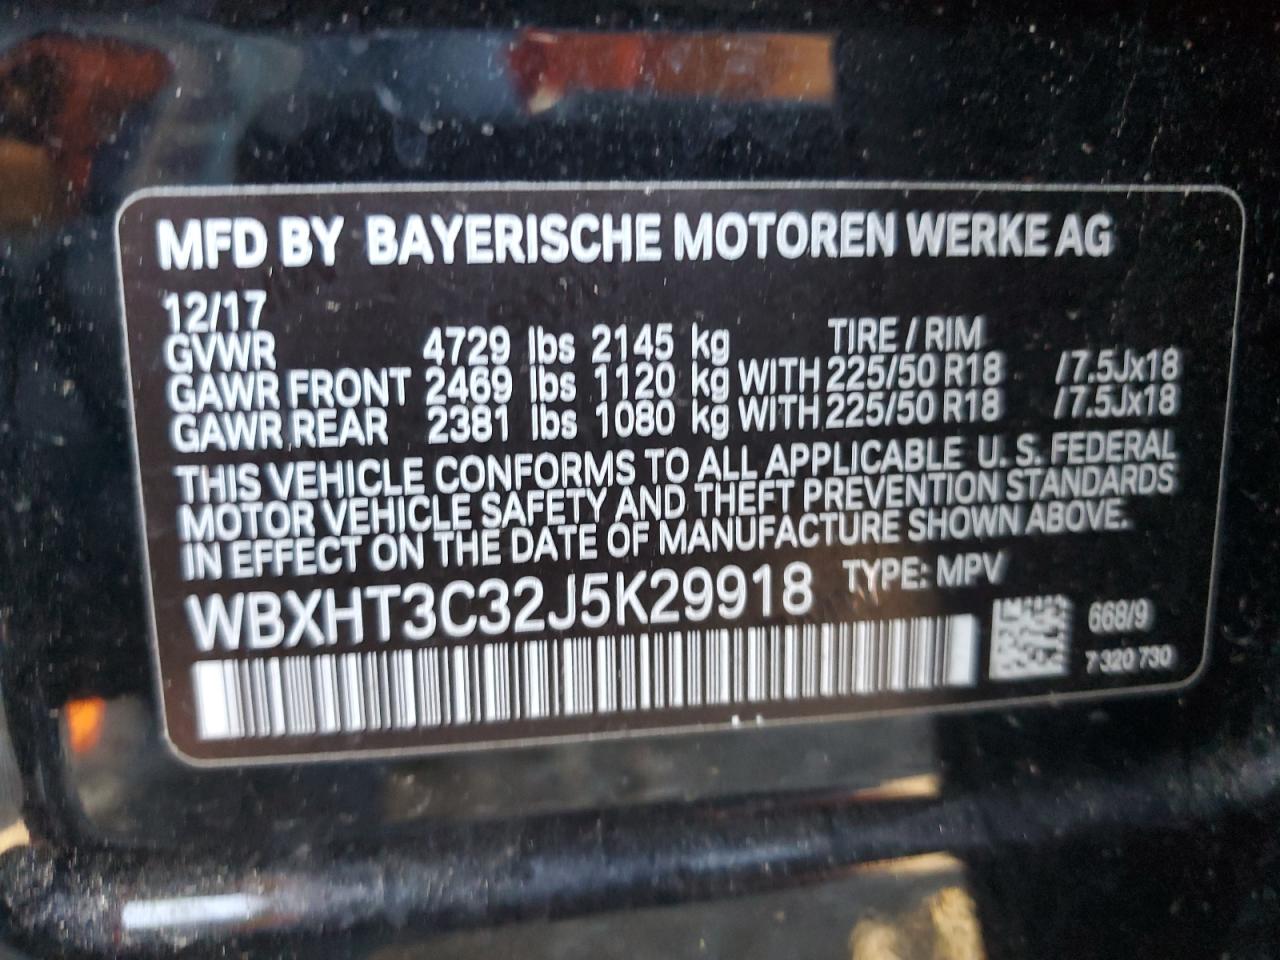 MFD BY BAYERISCHE MOTOREN WERKE AG
12/17
GVWR 4729 lbs 2145 kg TIRE / RIM
GAWR FRONT 2469 lbs 1120 kg WITH 225/50 R18 /7.5Jx18
GAWR REAR 2381 lbs 1080 kg WITH 225/50 R18 /7.5Jx18
THIS VEHICLE CONFORMS TO ALL APPLICABLE U. S. FEDERAL
MOTOR VEHICLE SAFETY AND THEFT PREVENTION STANDARDS
IN EFFECT ON THE DATE OF MANUFACTURE SHOWN ABOVE.
WBXHT3C32J5K29918 TYPE: MPV
668/9
7 320 730